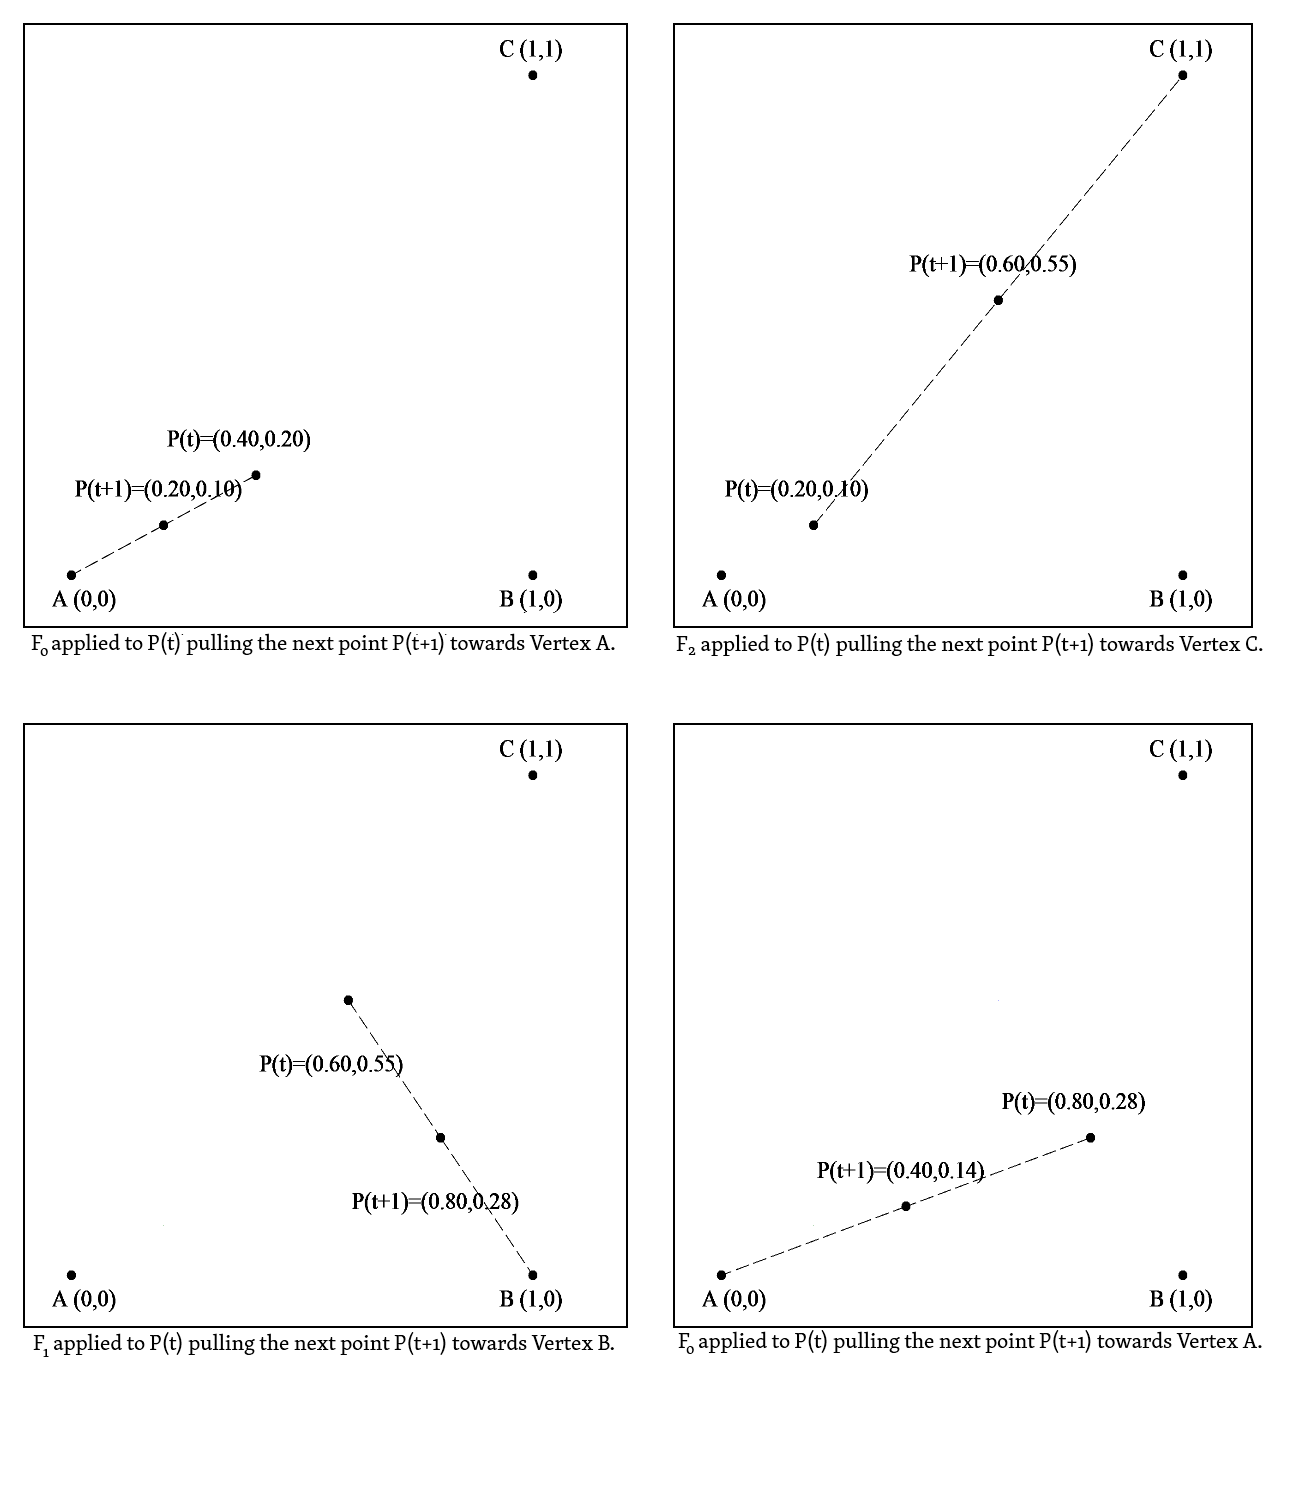 C (1,1)
P(t)=(0.40,0.20)
P(t+1)=(0.20,0.10)
A (0,0)
B (1,0)
F₀ applied to P(t) pulling the next point P(t+1) towards Vertex A.
C (1,1)
P(t+1)=(0.60,0.55)
P(t)=(0.20,0.10)
A (0,0)
B (1,0)
F₂ applied to P(t) pulling the next point P(t+1) towards Vertex C.
C (1,1)
P(t)=(0.60,0.55)
P(t+1)=(0.80,0.28)
A (0,0)
B (1,0)
F₁ applied to P(t) pulling the next point P(t+1) towards Vertex B.
C (1,1)
P(t)=(0.80,0.28)
P(t+1)=(0.40,0.14)
A (0,0)
B (1,0)
F₀ applied to P(t) pulling the next point P(t+1) towards Vertex A.